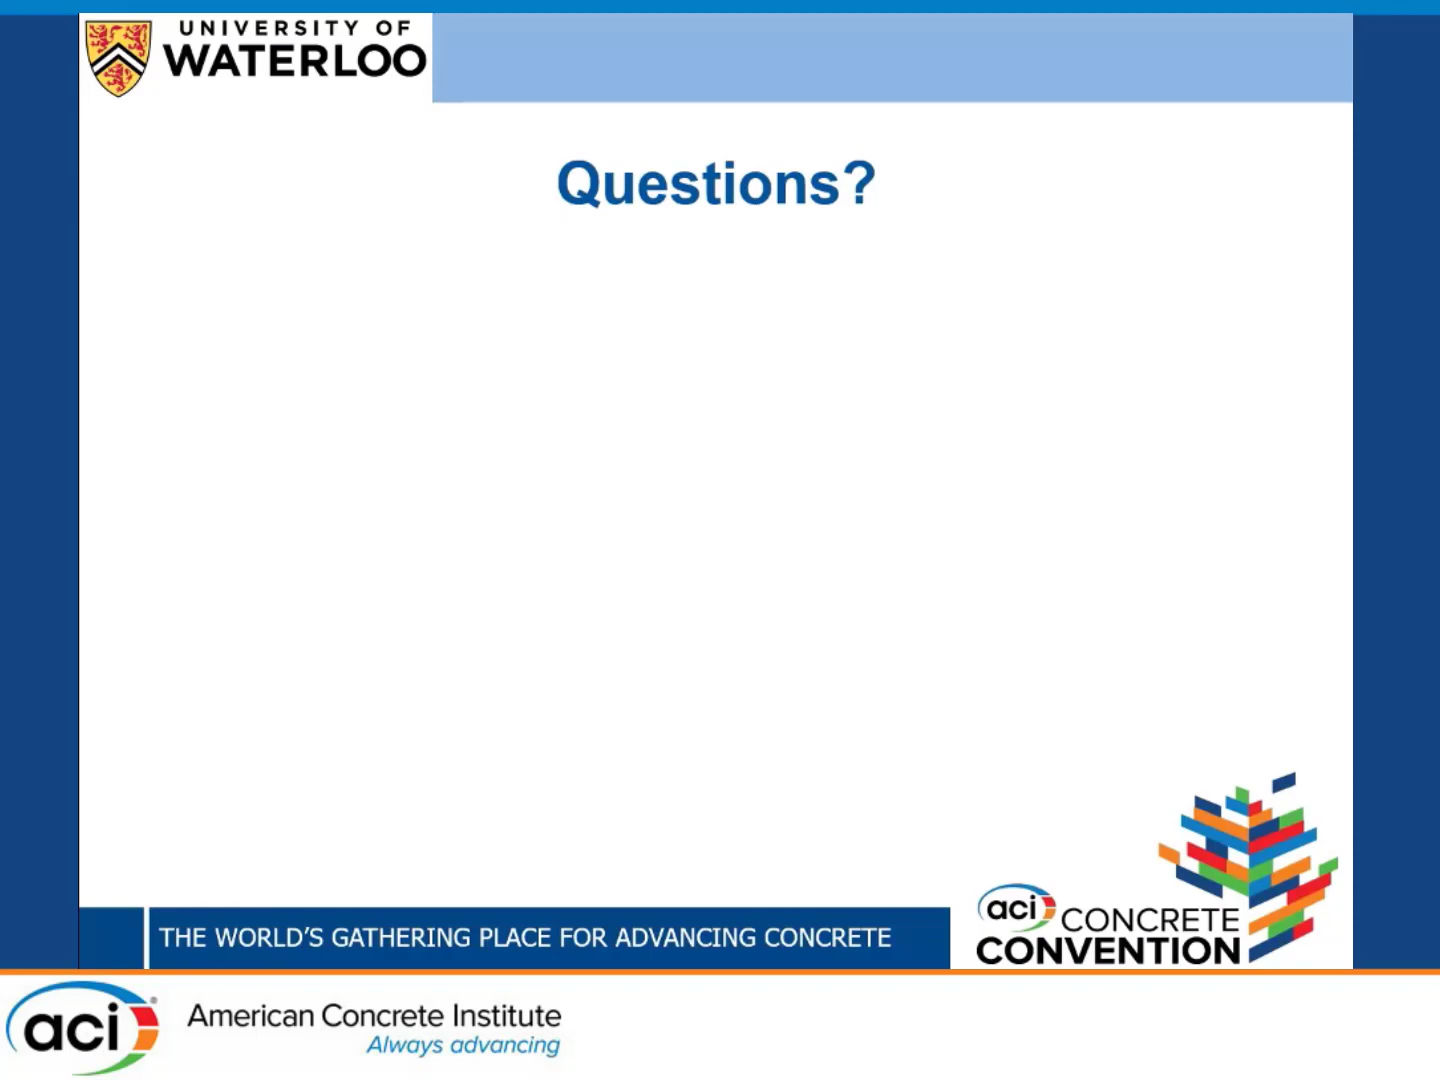 UNIVERSITY OF
WATERLOO
Questions?
THE WORLD'S GATHERING PLACE FOR ADVANCING CONCRETE
aci CONCRETE
CONVENTION
aci® American Concrete Institute
Always advancing